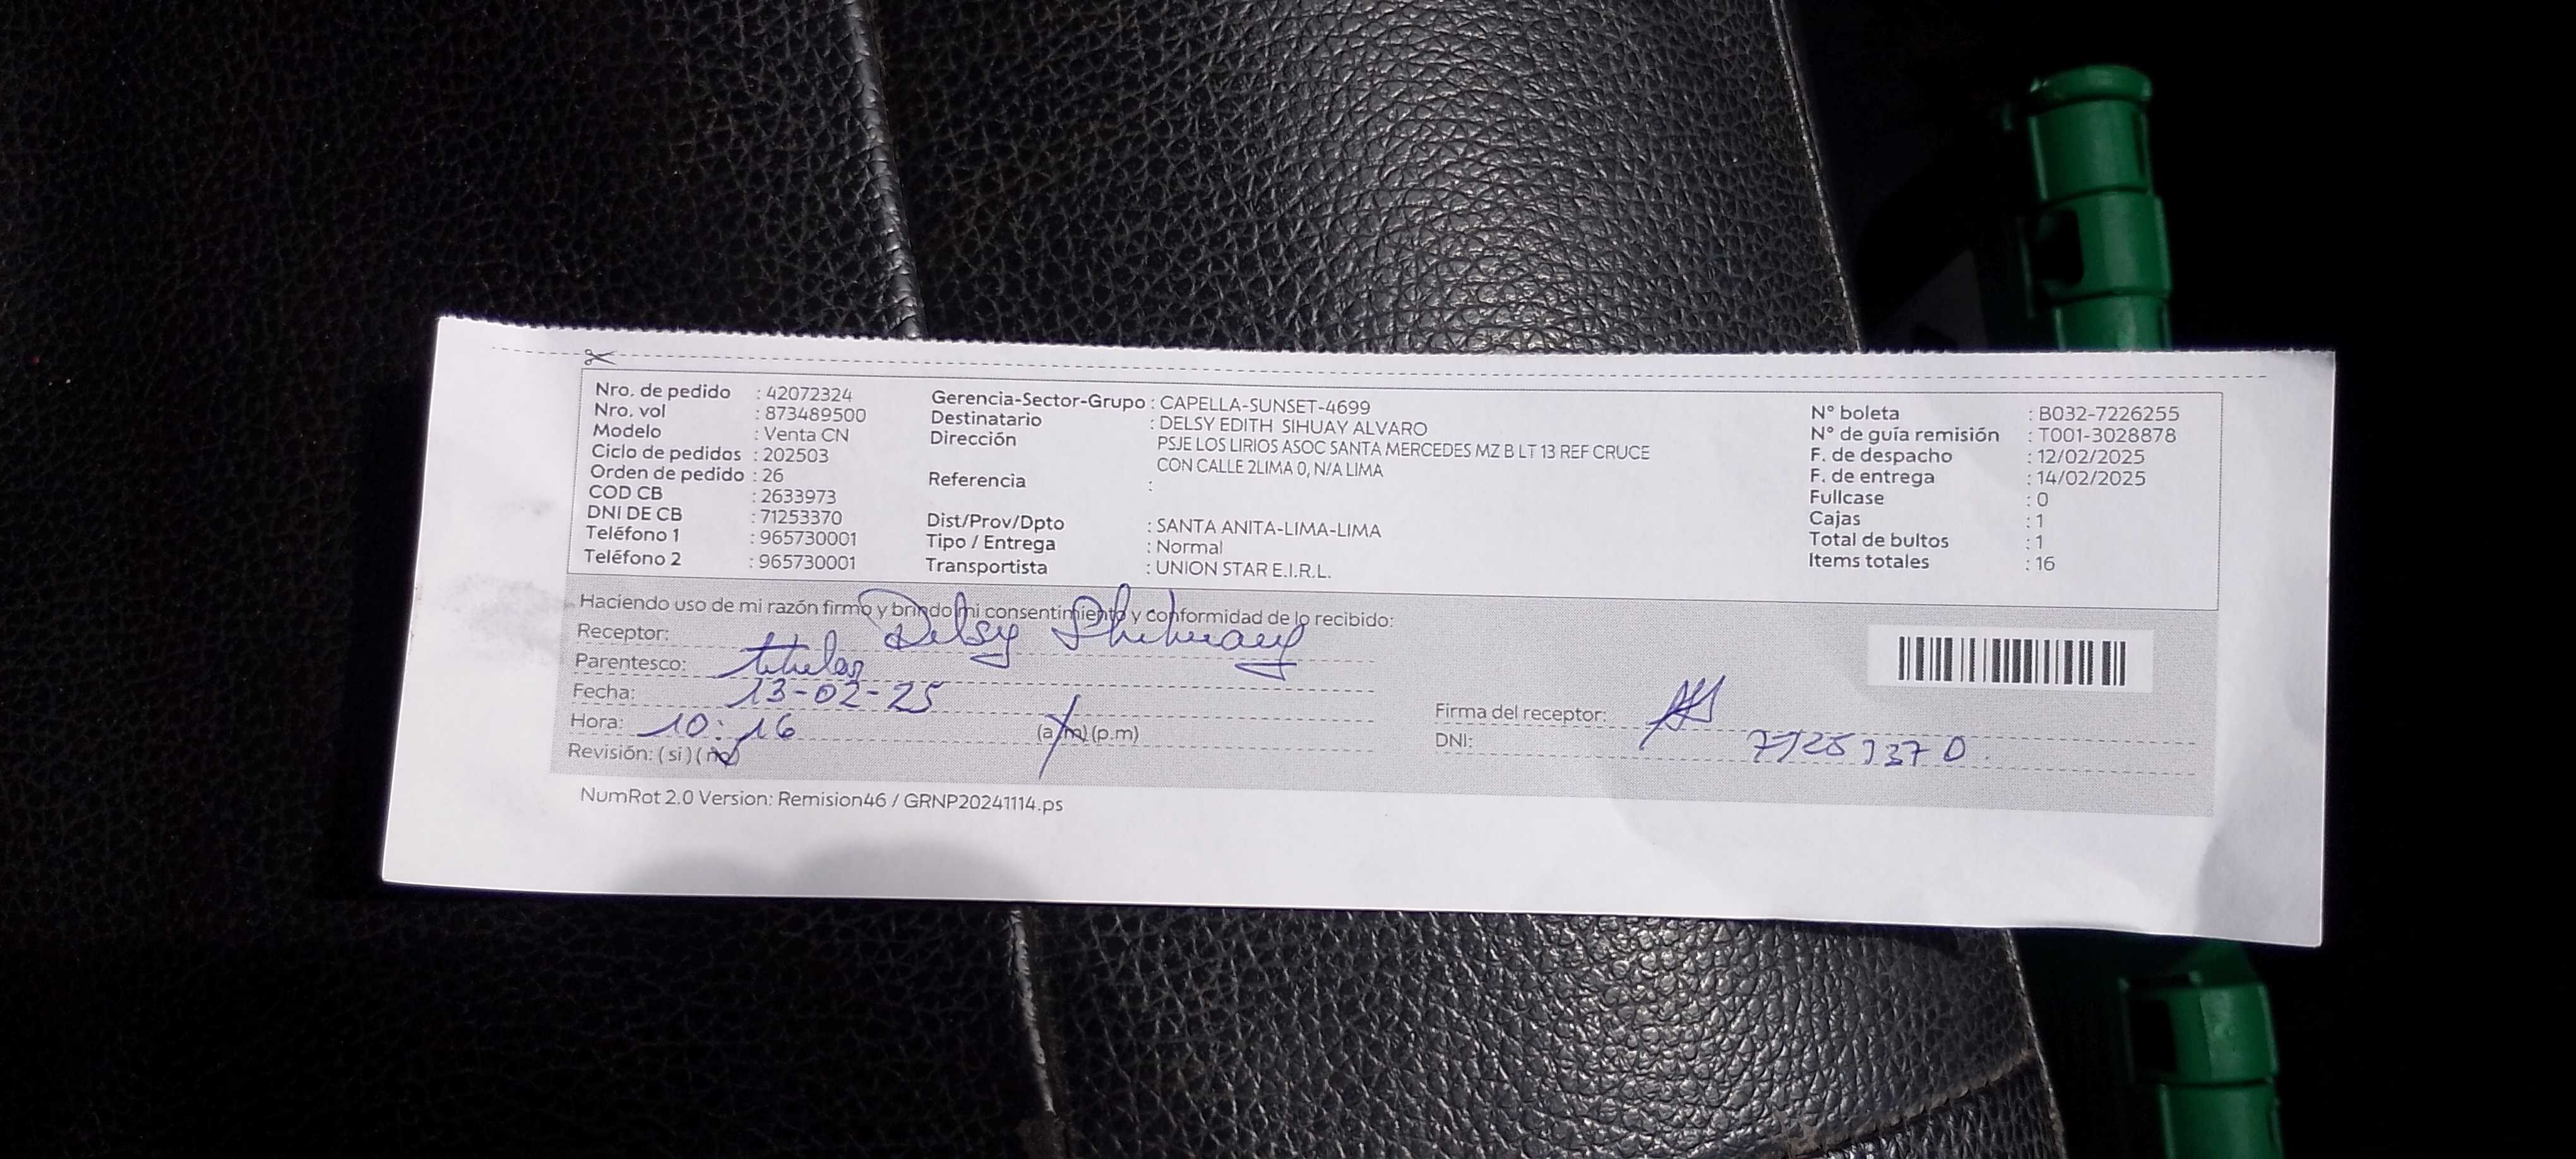 Nro. de pedido : 42072324
Nro. vol : 873489500
Modelo : Venta CN
Ciclo de pedidos : 202503
Orden de pedido : 26
COD CB : 2633973
DNI DE CB : 71253370
Teléfono 1 : 965730001
Teléfono 2 : 965730001
Gerencia-Sector-Grupo : CAPELLA-SUNSET-4699
Destinatario : DELSY EDITH SIHUAY ALVARO
Dirección PSJE LOS LIRIOS ASOC SANTA MERCEDES MZ B LT 13 REF CRUCE
CON CALLE 2LIMA 0, N/A LIMA
Referencia :
Dist/Prov/Dpto : SANTA ANITA-LIMA-LIMA
Tipo / Entrega : Normal
Transportista : UNION STAR E.I.R.L.
N° boleta : B032-7226255
N° de guía remisión : T001-3028878
F. de despacho : 12/02/2025
F. de entrega : 14/02/2025
Fullcase : 0
Cajas : 1
Total de bultos : 1
Items totales : 16
Haciendo uso de mi razón firmo y brindo mi consentimiento y conformidad de lo recibido:
Receptor: Delsy
Parentesco: titular
Fecha: 13-02-25
Hora: 10:16 (a.m) (p.m)
Revisión: (si) (no)
Firma del receptor:
DNI: 71253370
NumRot 2.0 Version: Remision46 / GRNP20241114.ps